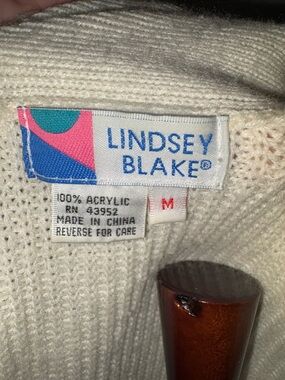 LINDSEY
BLAKE®
100% ACRYLIC
RN 43952
MADE IN CHINA
REVERSE FOR CARE
M